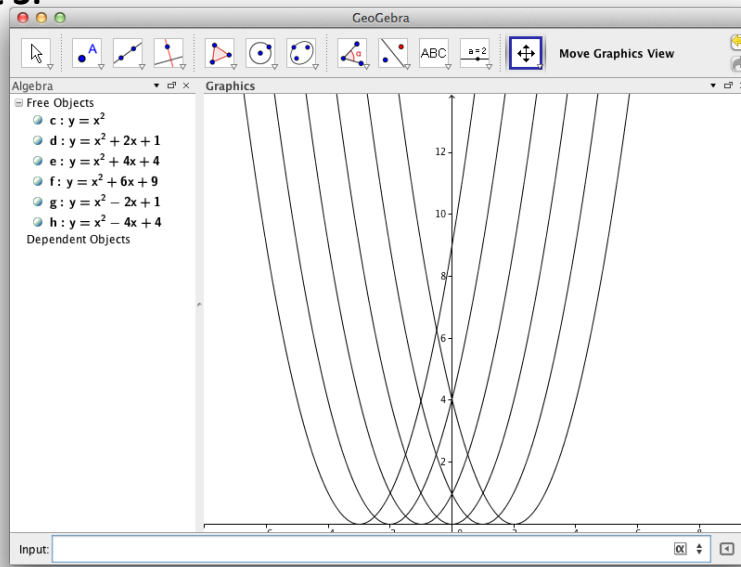 GeoGebra
A
α
ABC
a = 2
Move Graphics View
Algebra
Graphics
Free Objects
c : y = x²
d : y = x² + 2x + 1
e : y = x² + 4x + 4
f : y = x² + 6x + 9
g : y = x² − 2x + 1
h : y = x² − 4x + 4
Dependent Objects
12
10
8
6
4
2
Input:
α